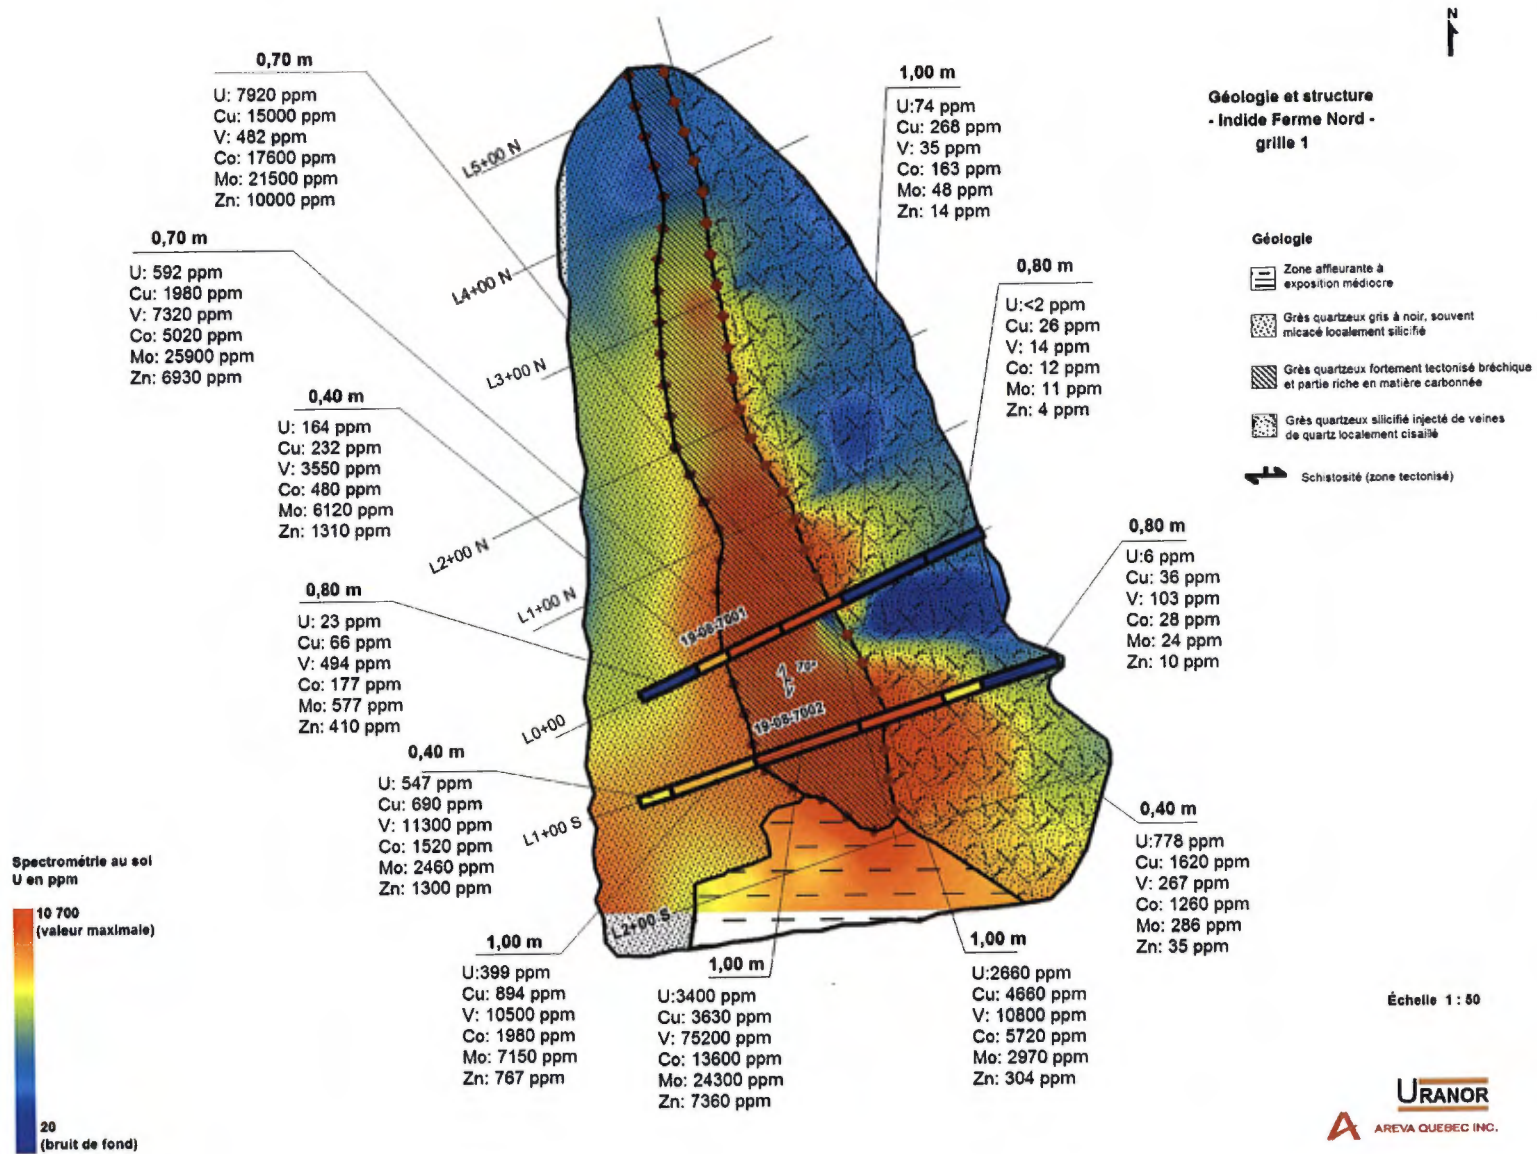 N
Géologie et structure
- Indide Ferme Nord -
grille 1
Géologie
Zone affleurante à
exposition médiocre
Grès quartzeux gris à noir, souvent
micacé localement silicifié
Grès quartzeux fortement tectonisé bréchique
et partie riche en matière carbonnée
Grès quartzeux silicifié injecté de veines
de quartz localement cisaillé
Schistosité (zone tectonisé)
0,70 m
U: 7920 ppm
Cu: 15000 ppm
V: 482 ppm
Co: 17600 ppm
Mo: 21500 ppm
Zn: 10000 ppm
0,70 m
U: 592 ppm
Cu: 1980 ppm
V: 7320 ppm
Co: 5020 ppm
Mo: 25900 ppm
Zn: 6930 ppm
0,40 m
U: 164 ppm
Cu: 232 ppm
V: 3550 ppm
Co: 480 ppm
Mo: 6120 ppm
Zn: 1310 ppm
0,80 m
U: 23 ppm
Cu: 66 ppm
V: 494 ppm
Co: 177 ppm
Mo: 577 ppm
Zn: 410 ppm
0,40 m
U: 547 ppm
Cu: 690 ppm
V: 11300 ppm
Co: 1520 ppm
Mo: 2460 ppm
Zn: 1300 ppm
1,00 m
U:399 ppm
Cu: 894 ppm
V: 10500 ppm
Co: 1980 ppm
Mo: 7150 ppm
Zn: 767 ppm
1,00 m
U:3400 ppm
Cu: 3630 ppm
V: 75200 ppm
Co: 13600 ppm
Mo: 24300 ppm
Zn: 7360 ppm
1,00 m
U:2660 ppm
Cu: 4660 ppm
V: 10800 ppm
Co: 5720 ppm
Mo: 2970 ppm
Zn: 304 ppm
0,40 m
U:778 ppm
Cu: 1620 ppm
V: 267 ppm
Co: 1260 ppm
Mo: 286 ppm
Zn: 35 ppm
0,80 m
U:6 ppm
Cu: 36 ppm
V: 103 ppm
Co: 28 ppm
Mo: 24 ppm
Zn: 10 ppm
0,80 m
U:<2 ppm
Cu: 26 ppm
V: 14 ppm
Co: 12 ppm
Mo: 11 ppm
Zn: 4 ppm
1,00 m
U:74 ppm
Cu: 268 ppm
V: 35 ppm
Co: 163 ppm
Mo: 48 ppm
Zn: 14 ppm
L5+00 N
L4+00 N
L3+00 N
L2+00 N
L1+00 N
L0+00
L1+00 S
L2+00 S
19-08-7001
70°
19-08-7002
Spectrométrie au sol
U en ppm
10 700
(valeur maximale)
20
(bruit de fond)
Échelle 1 : 50
URANOR
AREVA QUEBEC INC.